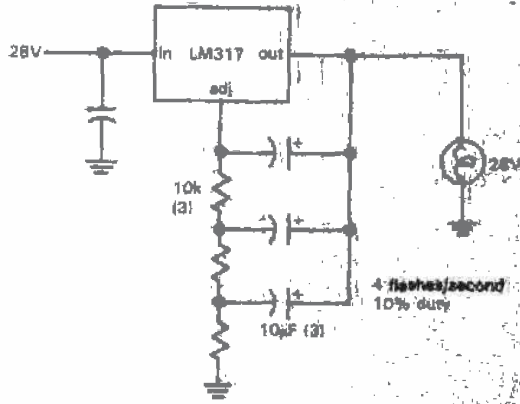 28V
In LM317 out
adj
10k
(3)
28V
4 flashes/second
10% duty
10μF (3)